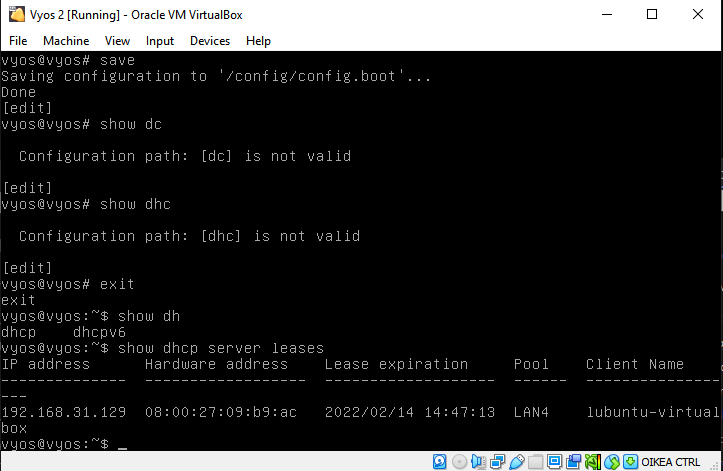 Vyos 2 [Running] - Oracle VM VirtualBox
File Machine View Input Devices Help
vyos@vyos# save
Saving configuration to '/config/config.boot'...
Done
[edit]
vyos@vyos# show dc
Configuration path: [dc] is not valid
[edit]
vyos@vyos# show dhc
Configuration path: [dhc] is not valid
[edit]
vyos@vyos# exit
exit
vyos@vyos:~$ show dh
dhcp dhcpv6
vyos@vyos:~$ show dhcp server leases
IP address Hardware address Lease expiration Pool Client Name
-------------- ------------------ ------------------- ------ ---------------
---
192.168.31.129 08:00:27:09:b9:ac 2022/02/14 14:47:13 LAN4 lubuntu-virtual
box
vyos@vyos:~$ _
OIKEA CTRL